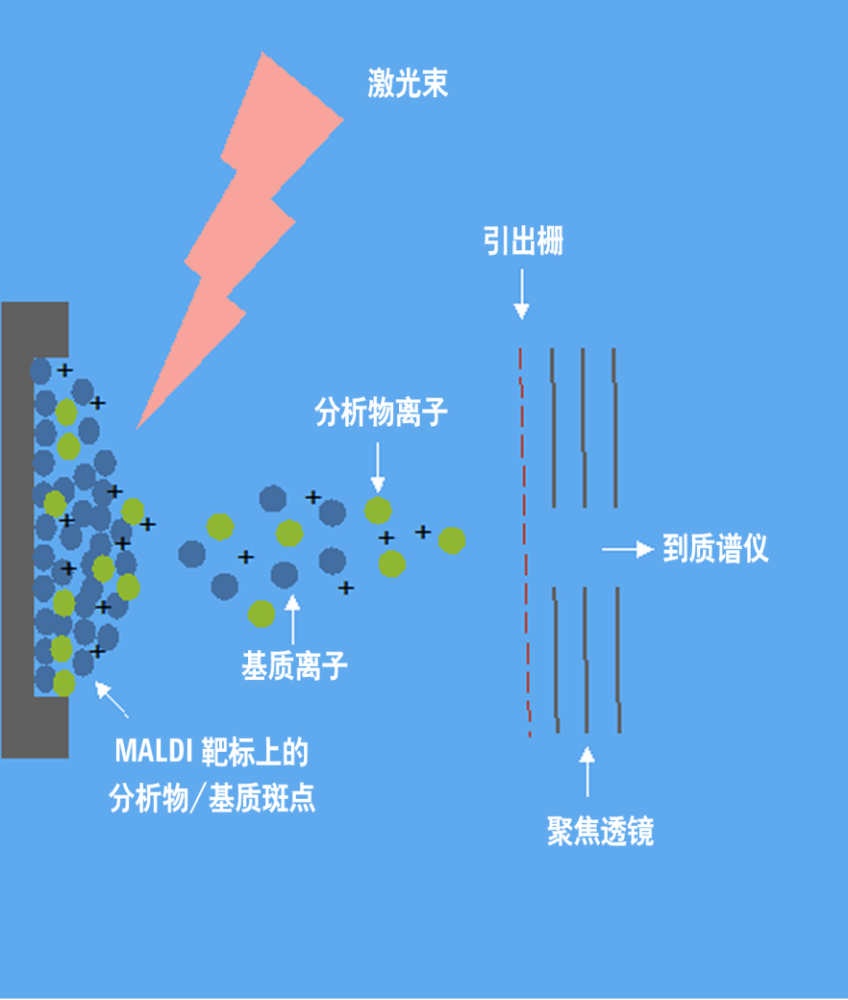 激光束
引出栅
分析物离子
到质谱仪
基质离子
MALDI 靶标上的
分析物/基质斑点
聚焦透镜